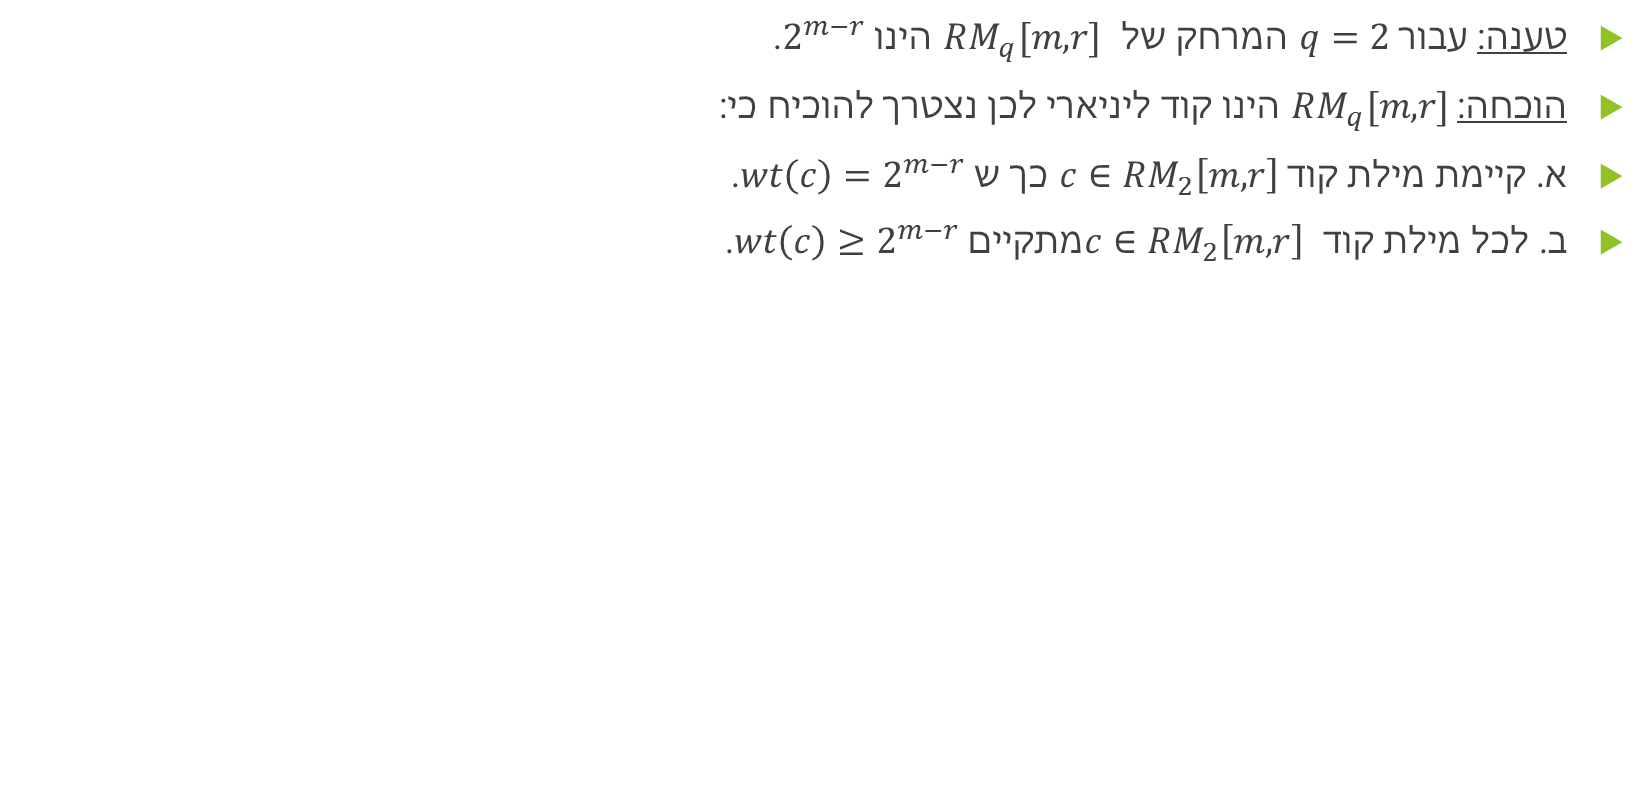 טענה: עבור q = 2 המרחק של RM_q[m,r] הינו 2^{m−r}.
הוכחה: RM_q[m,r] הינו קוד ליניארי לכן נצטרך להוכיח כי:
א. קיימת מילת קוד c ∈ RM_2[m,r] כך ש wt(c) = 2^{m−r}.
ב. לכל מילת קוד c ∈ RM_2[m,r] מתקיים wt(c) ≥ 2^{m−r}.